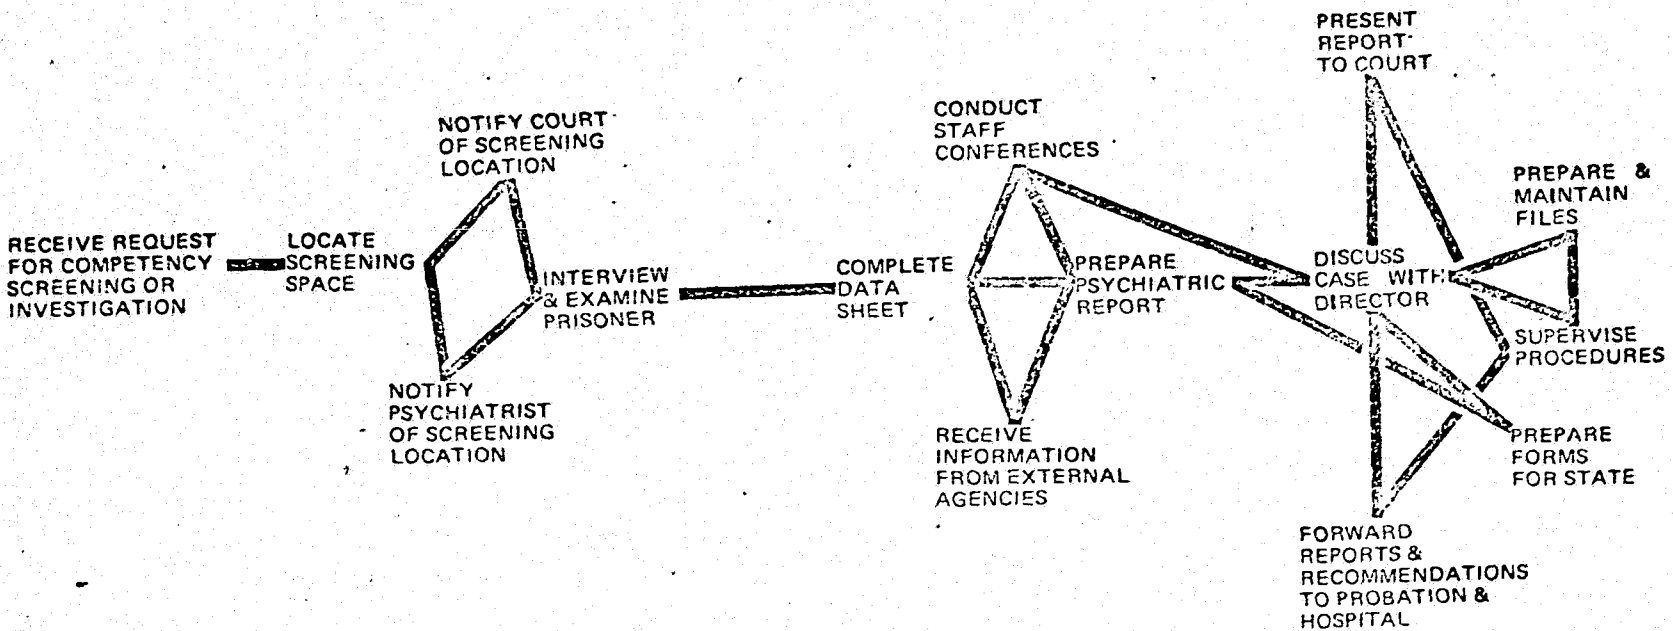 RECEIVE REQUEST
FOR COMPETENCY
SCREENING OR
INVESTIGATION
LOCATE
SCREENING
SPACE
NOTIFY COURT
OF SCREENING
LOCATION
NOTIFY
PSYCHIATRIST
OF SCREENING
LOCATION
INTERVIEW
& EXAMINE
PRISONER
COMPLETE
DATA
SHEET
CONDUCT
STAFF
CONFERENCES
RECEIVE
INFORMATION
FROM EXTERNAL
AGENCIES
PREPARE
PSYCHIATRIC
REPORT
DISCUSS
CASE WITH
DIRECTOR
PRESENT
REPORT
TO COURT
PREPARE &
MAINTAIN
FILES
SUPERVISE
PROCEDURES
PREPARE
FORMS
FOR STATE
FORWARD
REPORTS &
RECOMMENDATIONS
TO PROBATION &
HOSPITAL